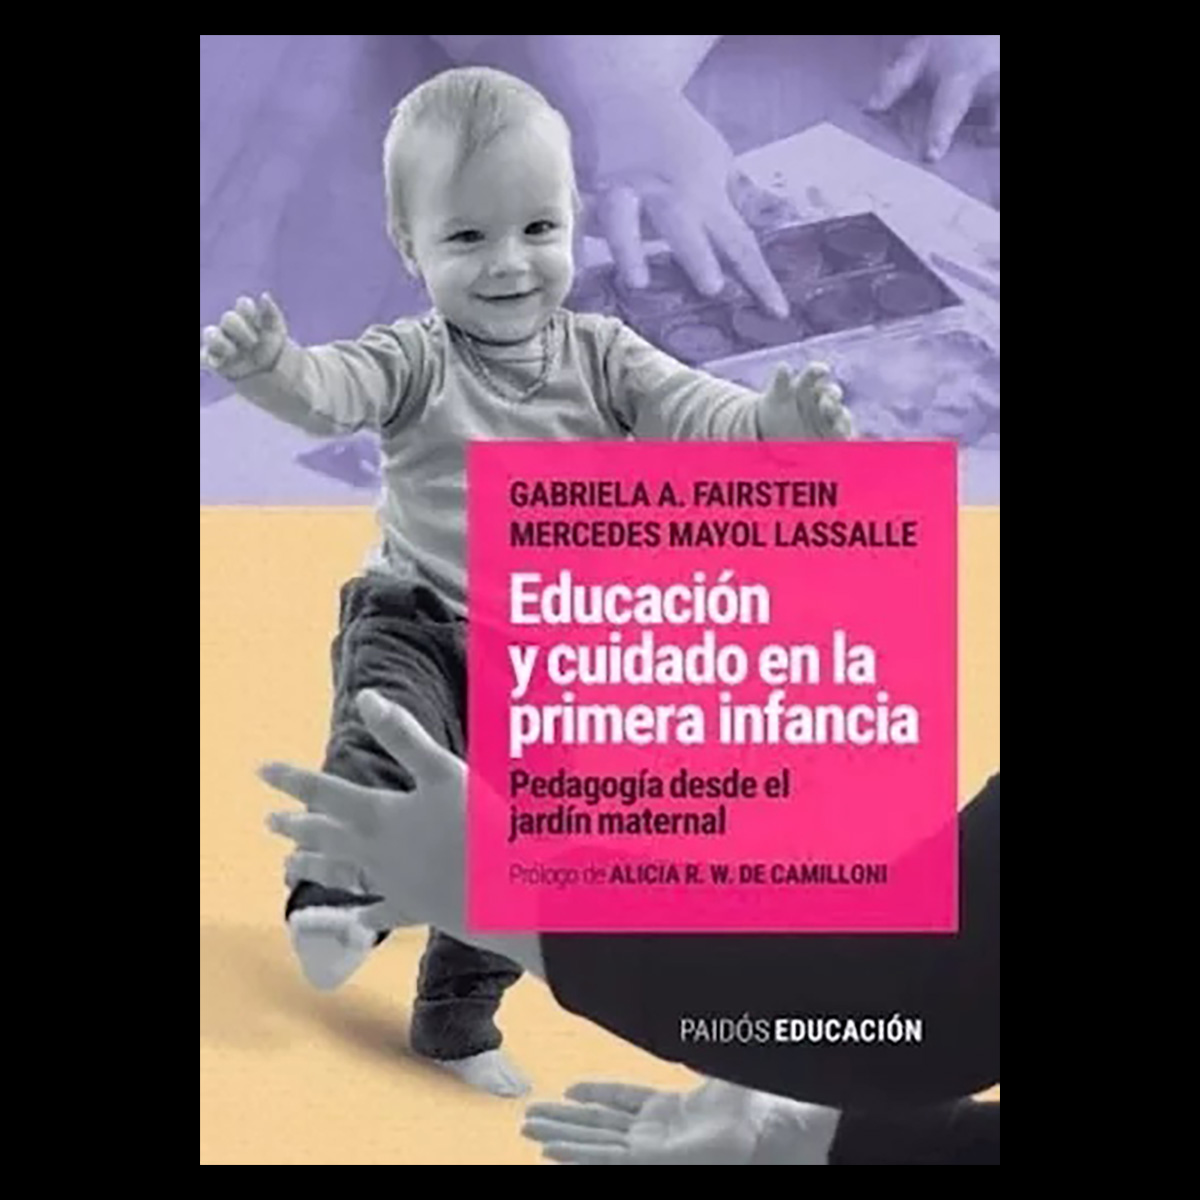 GABRIELA A. FAIRSTEIN
MERCEDES MAYOL LASSALLE
Educación
y cuidado en la
primera infancia
Pedagogía desde el
jardín maternal
Prólogo de ALICIA R. W. DE CAMILLONI
PAIDÓS EDUCACIÓN